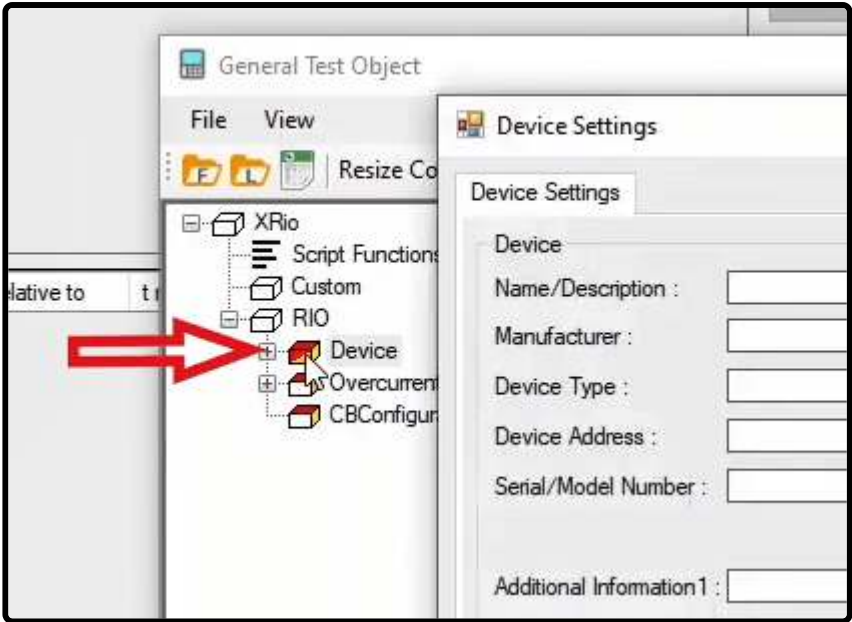 General Test Object
File View
F L Resize Co
XRio
Script Functions
Custom
RIO
Device
Overcurrent
CBConfigur
elative to t r
Device Settings
Device Settings
Device
Name/Description :
Manufacturer :
Device Type :
Device Address :
Serial/Model Number :
Additional Information1 :